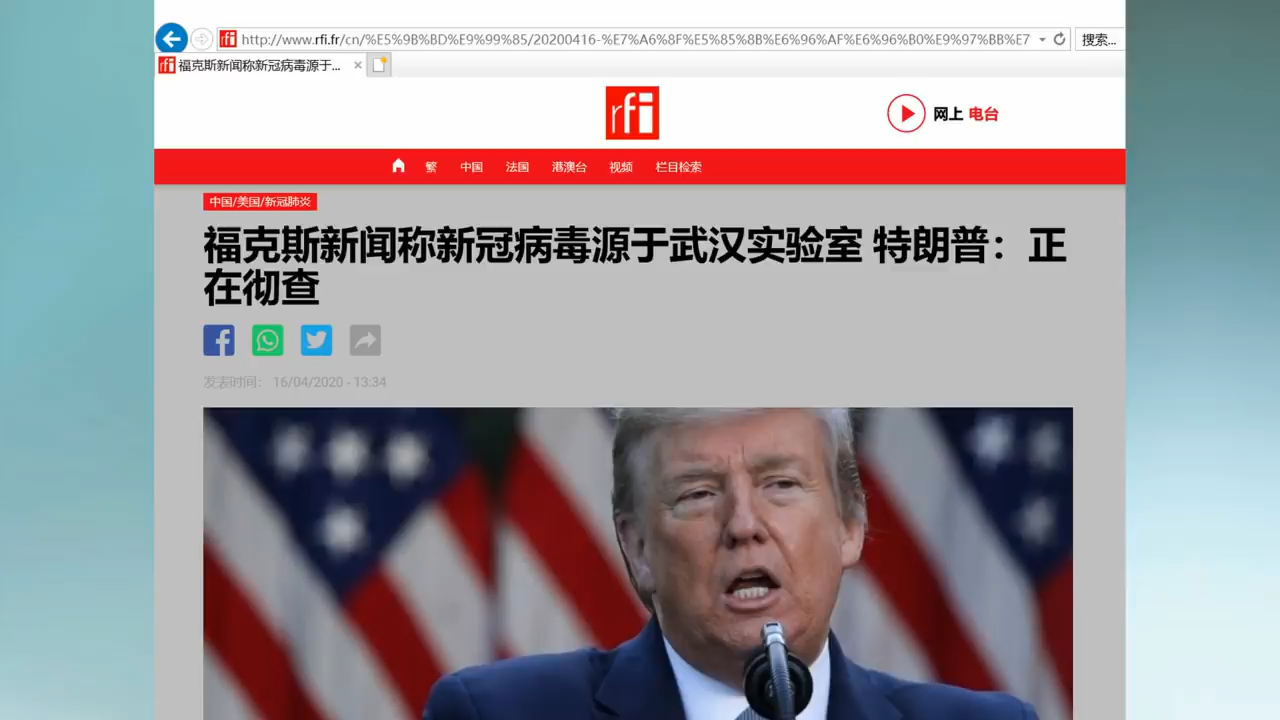 http://www.rfi.fr/cn/%E5%9B%BD%E9%99%85/20200416-%E7%A6%8F%E5%85%8B%E6%96%AF%E6%96%B0%E9%97%BB%E7
搜索...
rfi 福克斯新闻称新冠病毒源于...
rfi
网上 电台
繁 中国 法国 港澳台 视频 栏目检索
中国/美国/新冠肺炎
福克斯新闻称新冠病毒源于武汉实验室 特朗普：正
在彻查
发表时间： 16/04/2020 - 13:34